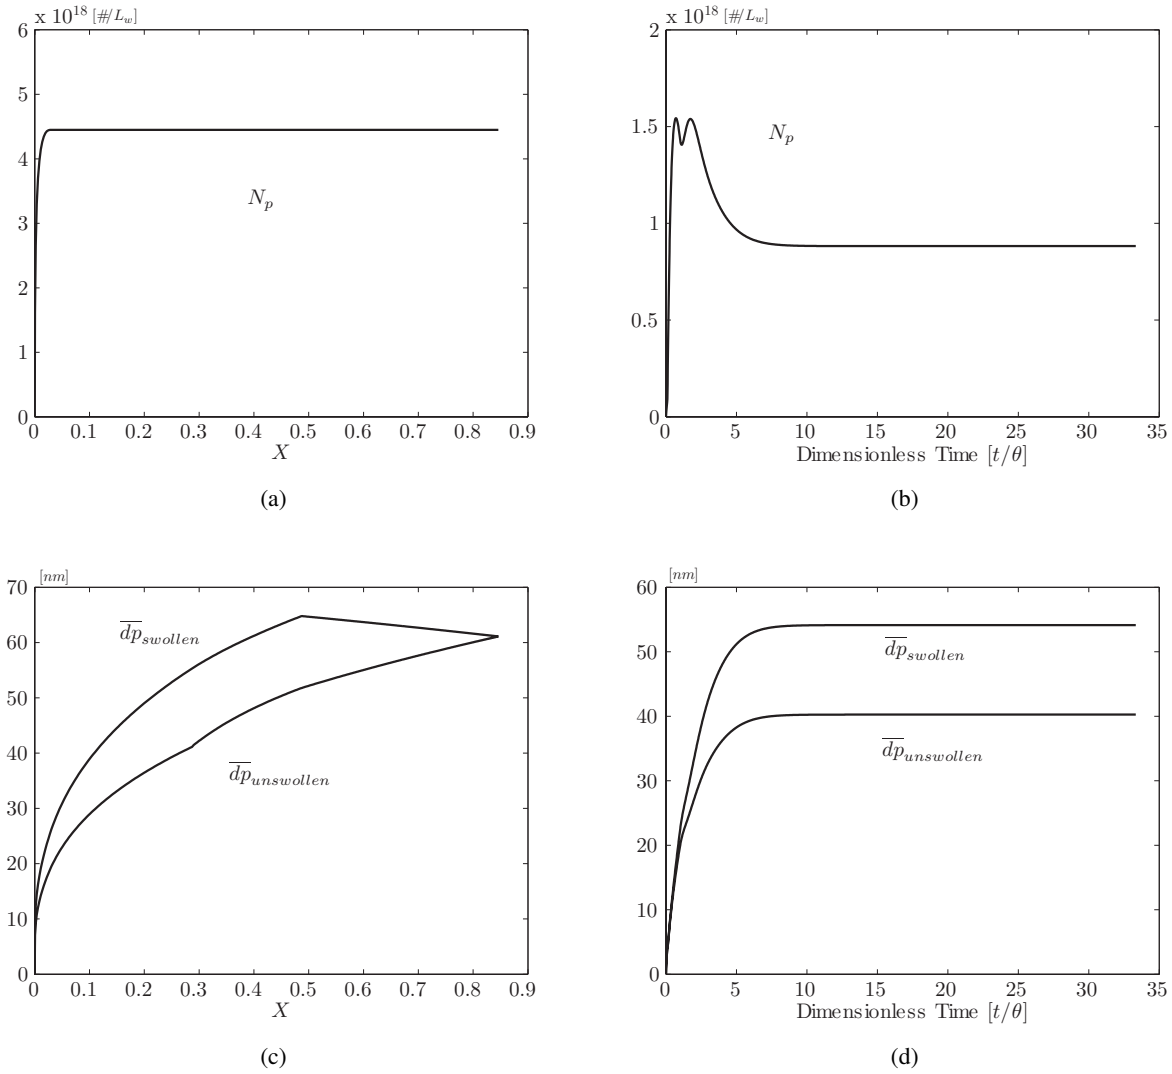 x 10^18 [#/L_w]
6
5
4
3
2
1
0
N_p
0 0.1 0.2 0.3 0.4 0.5 0.6 0.7 0.8 0.9
X
(a)
x 10^18 [#/L_w]
2
1.5
1
0.5
0
N_p
0 5 10 15 20 25 30 35
Dimensionless Time [t/θ]
(b)
[nm]
70
60
50
40
30
20
10
0
d̅p̅_swollen
d̅p̅_unswollen
0 0.1 0.2 0.3 0.4 0.5 0.6 0.7 0.8 0.9
X
(c)
[nm]
60
50
40
30
20
10
0
d̅p̅_swollen
d̅p̅_unswollen
0 5 10 15 20 25 30 35
Dimensionless Time [t/θ]
(d)